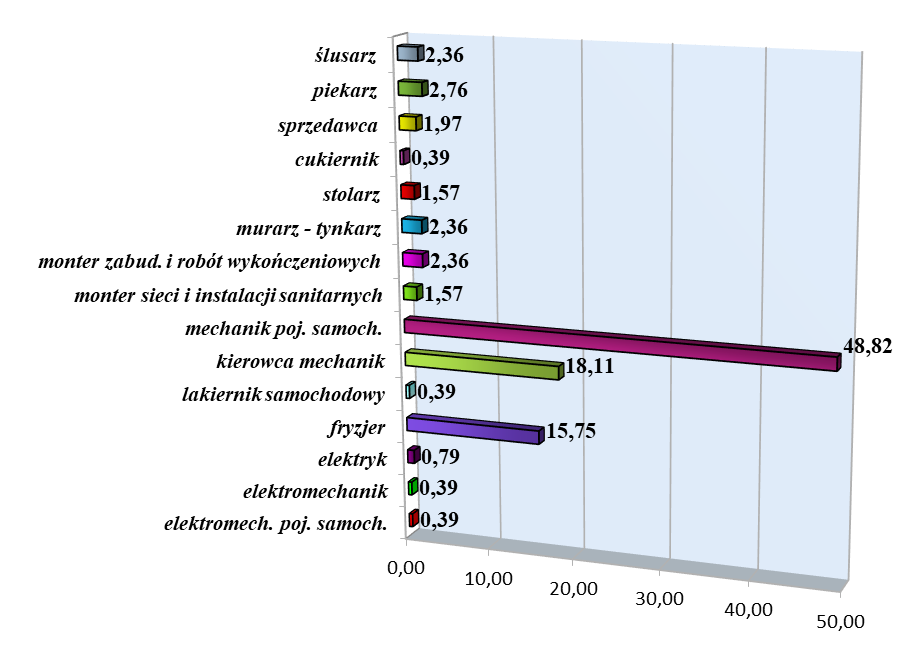 ślusarz 2,36
piekarz 2,76
sprzedawca 1,97
cukiernik 0,39
stolarz 1,57
murarz - tynkarz 2,36
monter zabud. i robót wykończeniowych 2,36
monter sieci i instalacji sanitarnych 1,57
mechanik poj. samoch. 48,82
kierowca mechanik 18,11
lakiernik samochodowy 0,39
fryzjer 15,75
elektryk 0,79
elektromechanik 0,39
elektromech. poj. samoch. 0,39
0,00 10,00 20,00 30,00 40,00 50,00